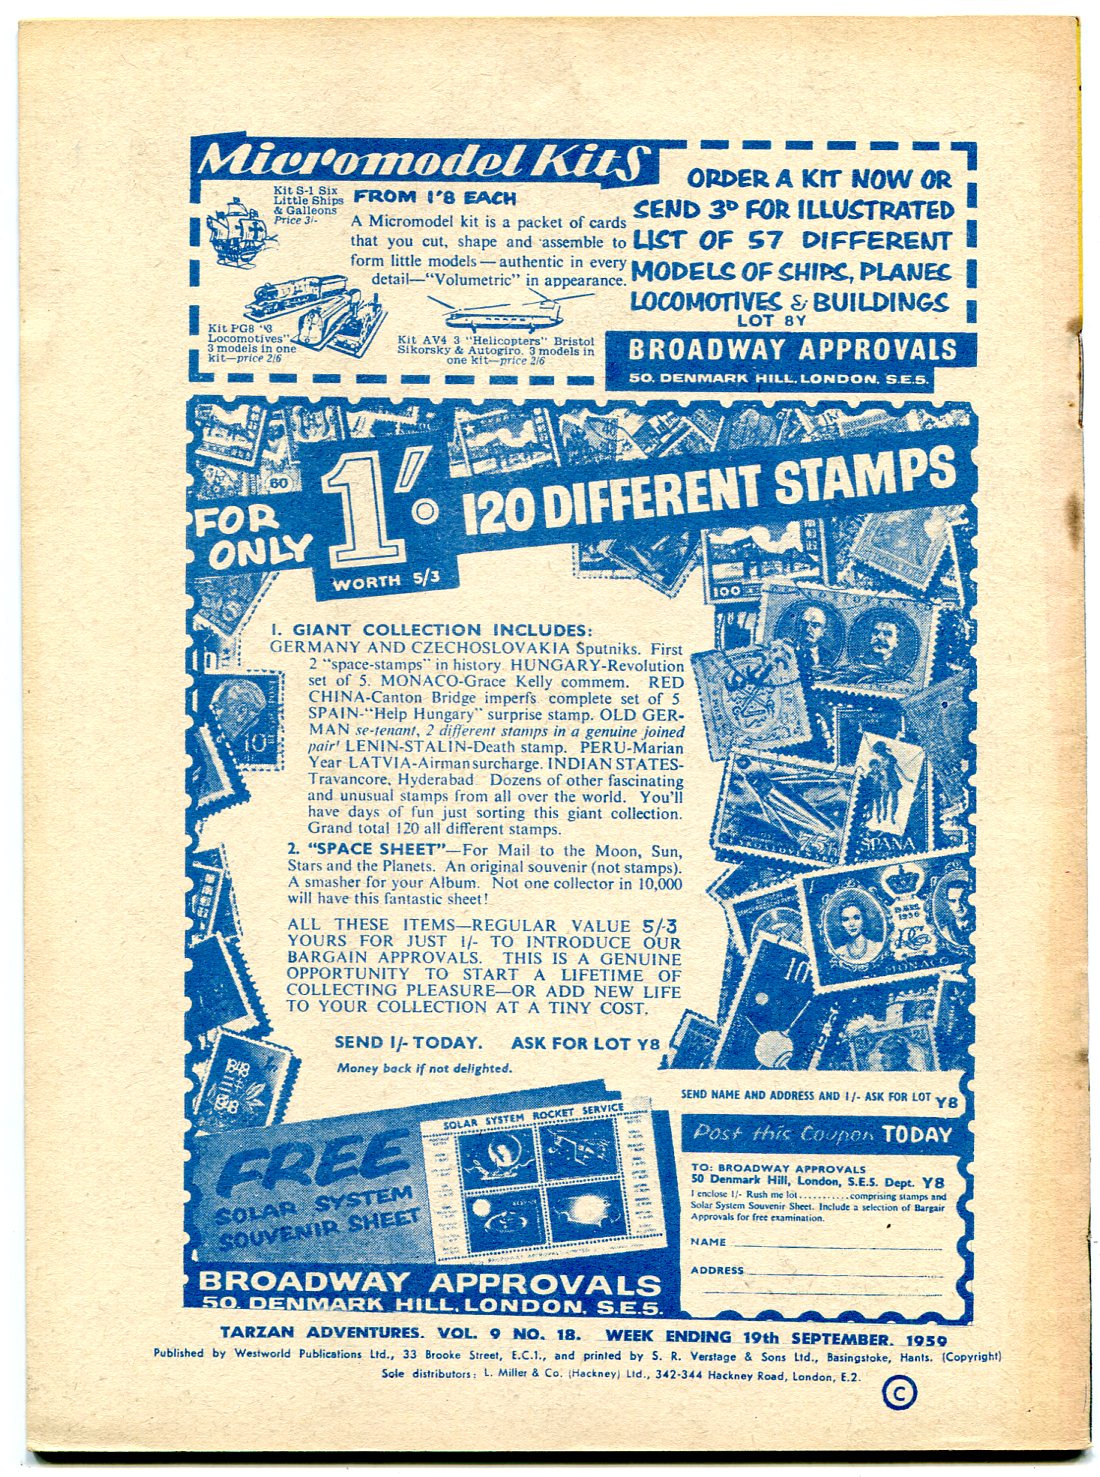 Micromodel Kits
Kit S-1 Six
Little Ships
& Galleons
Price 3/-
FROM 1'8 EACH
A Micromodel kit is a packet of cards
that you cut, shape and assemble to
form little models — authentic in every
detail—"Volumetric" in appearance.
Kit PG8 "3
Locomotives"
3 models in one
kit—price 2/6
Kit AV4 3 "Helicopters" Bristol
Sikorsky & Autogiro. 3 models in
one kit—price 2/6
ORDER A KIT NOW OR
SEND 3D FOR ILLUSTRATED
LIST OF 57 DIFFERENT
MODELS OF SHIPS, PLANES
LOCOMOTIVES & BUILDINGS
LOT 8Y
BROADWAY APPROVALS
50, DENMARK HILL, LONDON, S.E.5.
60
FOR
ONLY
1'.
120 DIFFERENT STAMPS
WORTH 5/3
100
1. GIANT COLLECTION INCLUDES:
GERMANY AND CZECHOSLOVAKIA Sputniks. First
2 "space-stamps" in history. HUNGARY-Revolution
set of 5. MONACO-Grace Kelly commem. RED
CHINA-Canton Bridge imperfs complete set of 5
SPAIN-"Help Hungary" surprise stamp. OLD GER-
MAN se-tenant, 2 different stamps in a genuine joined
pair! LENIN-STALIN-Death stamp. PERU-Marian
Year LATVIA-Airman surcharge. INDIAN STATES-
Travancore, Hyderabad Dozens of other fascinating
and unusual stamps from all over the world. You'll
have days of fun just sorting this giant collection.
Grand total 120 all different stamps.
2. "SPACE SHEET"—For Mail to the Moon, Sun,
Stars and the Planets. An original souvenir (not stamps).
A smasher for your Album. Not one collector in 10,000
will have this fantastic sheet!
ALL THESE ITEMS—REGULAR VALUE 5/-3
YOURS FOR JUST 1/- TO INTRODUCE OUR
BARGAIN APPROVALS. THIS IS A GENUINE
OPPORTUNITY TO START A LIFETIME OF
COLLECTING PLEASURE—OR ADD NEW LIFE
TO YOUR COLLECTION AT A TINY COST.
SEND 1/- TODAY. ASK FOR LOT Y8
Money back if not delighted.
10
75h
SPANA
MONACO
10
1848
1948
FREE
SOLAR SYSTEM
SOUVENIR SHEET
SOLAR SYSTEM ROCKET SERVICE
BROADWAY APPROVALS
50, DENMARK HILL, LONDON, S.E.5.
SEND NAME AND ADDRESS AND 1/- ASK FOR LOT Y8
Post this Coupon TODAY
TO: BROADWAY APPROVALS
50 Denmark Hill, London, S.E.5. Dept. Y8
I enclose 1/- Rush me lot..........comprising stamps and
Solar System Souvenir Sheet. Include a selection of Bargain
Approvals for free examination.
NAME
ADDRESS
TARZAN ADVENTURES. VOL. 9 NO. 18. WEEK ENDING 19th SEPTEMBER. 1959
Published by Westworld Publications Ltd., 33 Brooke Street, E.C.1., and printed by S. R. Verstage & Sons Ltd., Basingstoke, Hants. (Copyright)
Sole distributors: L. Miller & Co. (Hackney) Ltd., 342-344 Hackney Road, London, E.2.
C